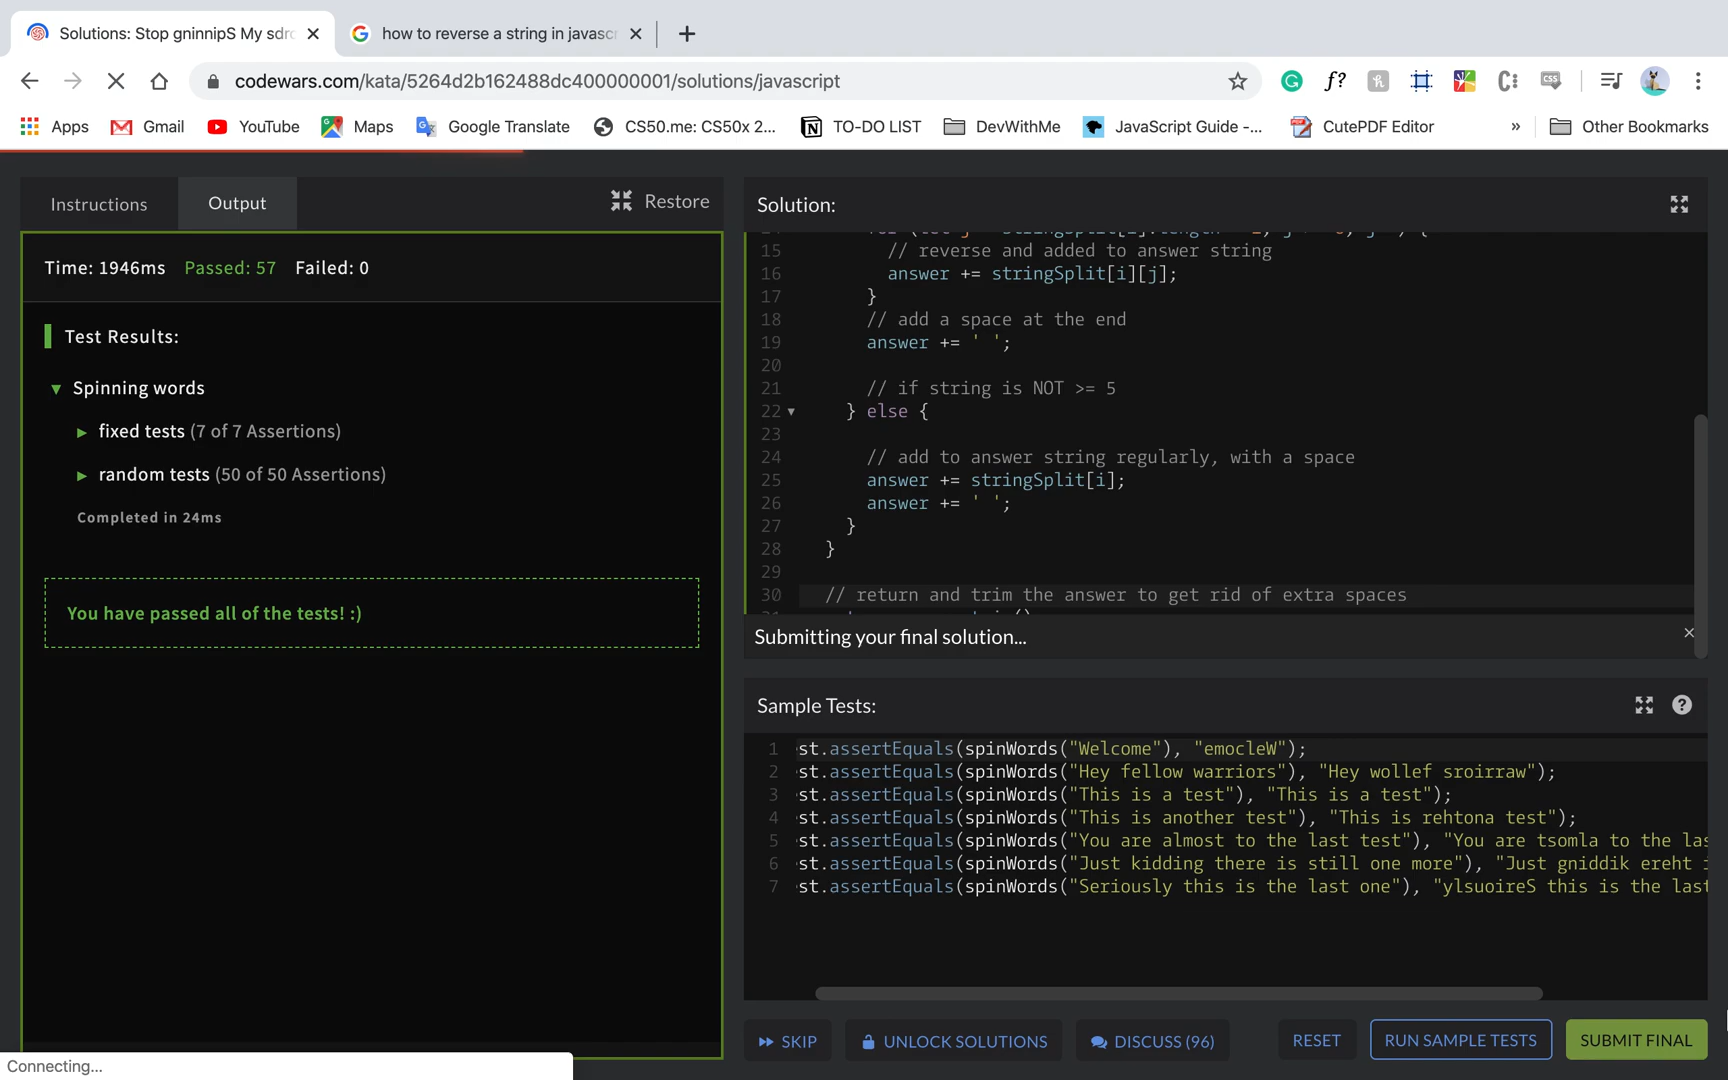 Solutions: Stop gninnipS My sdro
how to reverse a string in javascr
codewars.com/kata/5264d2b162488dc400000001/solutions/javascript
Apps
Gmail
YouTube
Maps
Google Translate
CS50.me: CS50x 2...
TO-DO LIST
DevWithMe
JavaScript Guide -...
CutePDF Editor
»
Other Bookmarks
Instructions
Output
Restore
Time: 1946ms Passed: 57 Failed: 0
Test Results:
Spinning words
fixed tests (7 of 7 Assertions)
random tests (50 of 50 Assertions)
Completed in 24ms
You have passed all of the tests! :)
Solution:
15 // reverse and added to answer string
16 answer += stringSplit[i][j];
17 }
18 // add a space at the end
19 answer += ' ';
20
21 // if string is NOT >= 5
22 } else {
23
24 // add to answer string regularly, with a space
25 answer += stringSplit[i];
26 answer += ' ';
27 }
28 }
29
30 // return and trim the answer to get rid of extra spaces
Submitting your final solution...
Sample Tests:
1 st.assertEquals(spinWords("Welcome"), "emocleW");
2 st.assertEquals(spinWords("Hey fellow warriors"), "Hey wollef sroirraw");
3 st.assertEquals(spinWords("This is a test"), "This is a test");
4 st.assertEquals(spinWords("This is another test"), "This is rehtona test");
5 st.assertEquals(spinWords("You are almost to the last test"), "You are tsomla to the las
6 st.assertEquals(spinWords("Just kidding there is still one more"), "Just gniddik ereht i
7 st.assertEquals(spinWords("Seriously this is the last one"), "ylsuoireS this is the last
SKIP
UNLOCK SOLUTIONS
DISCUSS (96)
RESET
RUN SAMPLE TESTS
SUBMIT FINAL
Connecting...